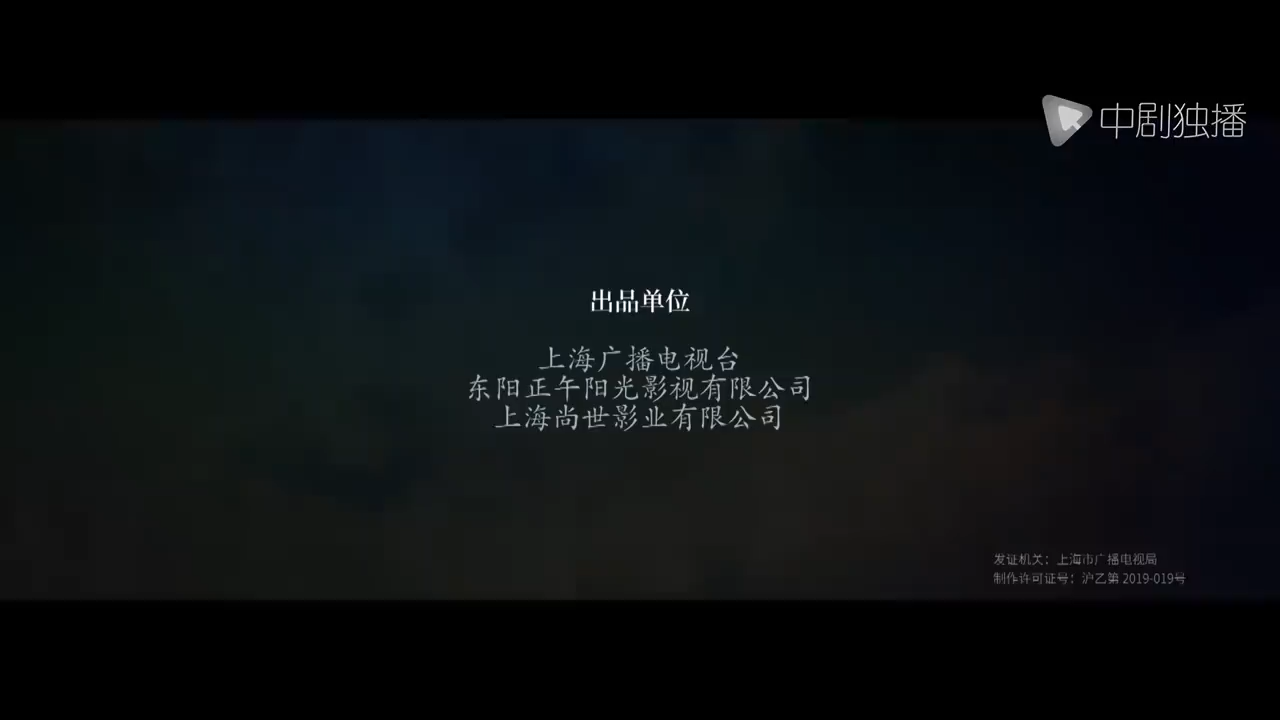 中剧独播
出品单位
上海广播电视台
东阳正午阳光影视有限公司
上海尚世影业有限公司
发证机关：上海市广播电视局
制作许可证号：沪乙第 2019-019号